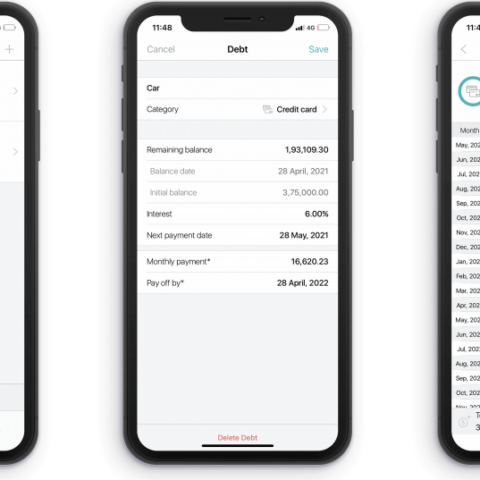 11:48 4G
Cancel Debt Save
Car
Category Credit card
Remaining balance 1,93,109.30
Balance date 28 April, 2021
Initial balance 3,75,000.00
Interest 6.00%
Next payment date 28 May, 2021
Monthly payment* 16,620.23
Pay off by* 28 April, 2022
Delete Debt
11:4
Month
May, 202
Jun, 202
Jul, 202
Aug, 202
Sep, 202
Oct, 202
Nov, 202
Dec, 202
Jan, 202
Feb, 202
Mar, 202
Apr, 202
May, 202
Jun, 202
Jul, 202
Aug, 202
Sep, 202
Oct, 202